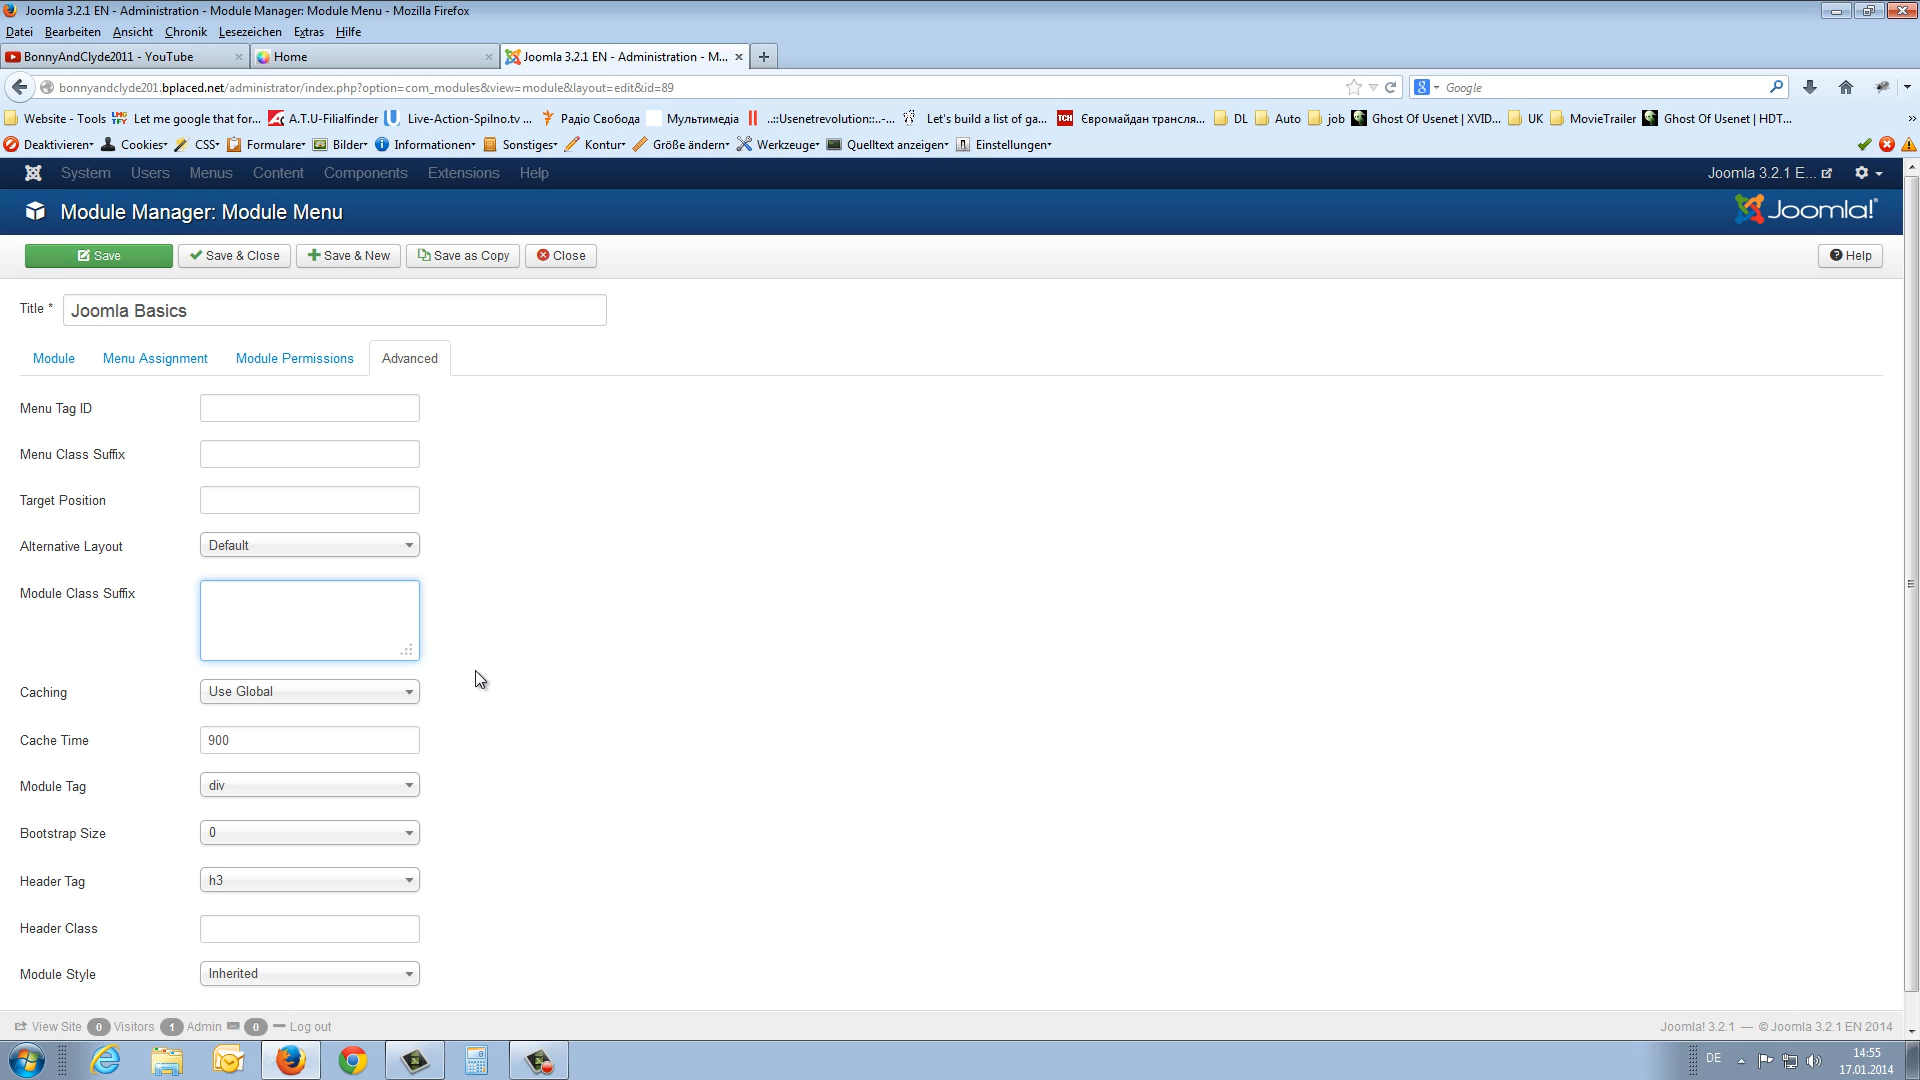 Joomla 3.2.1 EN - Administration - Module Manager: Module Menu - Mozilla Firefox
Datei Bearbeiten Ansicht Chronik Lesezeichen Extras Hilfe
BonnyAndClyde2011 - YouTube Home Joomla 3.2.1 EN - Administration - M...
bonnyandclyde201.bplaced.net/administrator/index.php?option=com_modules&view=module&layout=edit&id=89 Google
Website - Tools LMG TFY Let me google that for... A.T.U-Filialfinder Live-Action-Spilno.tv ... Радіо Свобода Мультимедіа ..::Usenetrevolution::..-... Let's build a list of ga... ТСН Євромайдан трансля... DL Auto job Ghost Of Usenet | XVID... UK MovieTrailer Ghost Of Usenet | HDT...
Deaktivieren Cookies CSS Formulare Bilder Informationen Sonstiges Kontur Größe ändern Werkzeuge Quelltext anzeigen Einstellungen
System Users Menus Content Components Extensions Help Joomla 3.2.1 E...
Module Manager: Module Menu Joomla!
Save Save & Close Save & New Save as Copy Close Help
Title * Joomla Basics
Module Menu Assignment Module Permissions Advanced
Menu Tag ID
Menu Class Suffix
Target Position
Alternative Layout Default
Module Class Suffix
Caching Use Global
Cache Time 900
Module Tag div
Bootstrap Size 0
Header Tag h3
Header Class
Module Style Inherited
View Site 0 Visitors 1 Admin 0 Log out Joomla! 3.2.1 — © Joomla 3.2.1 EN 2014
DE 14:55
17.01.2014